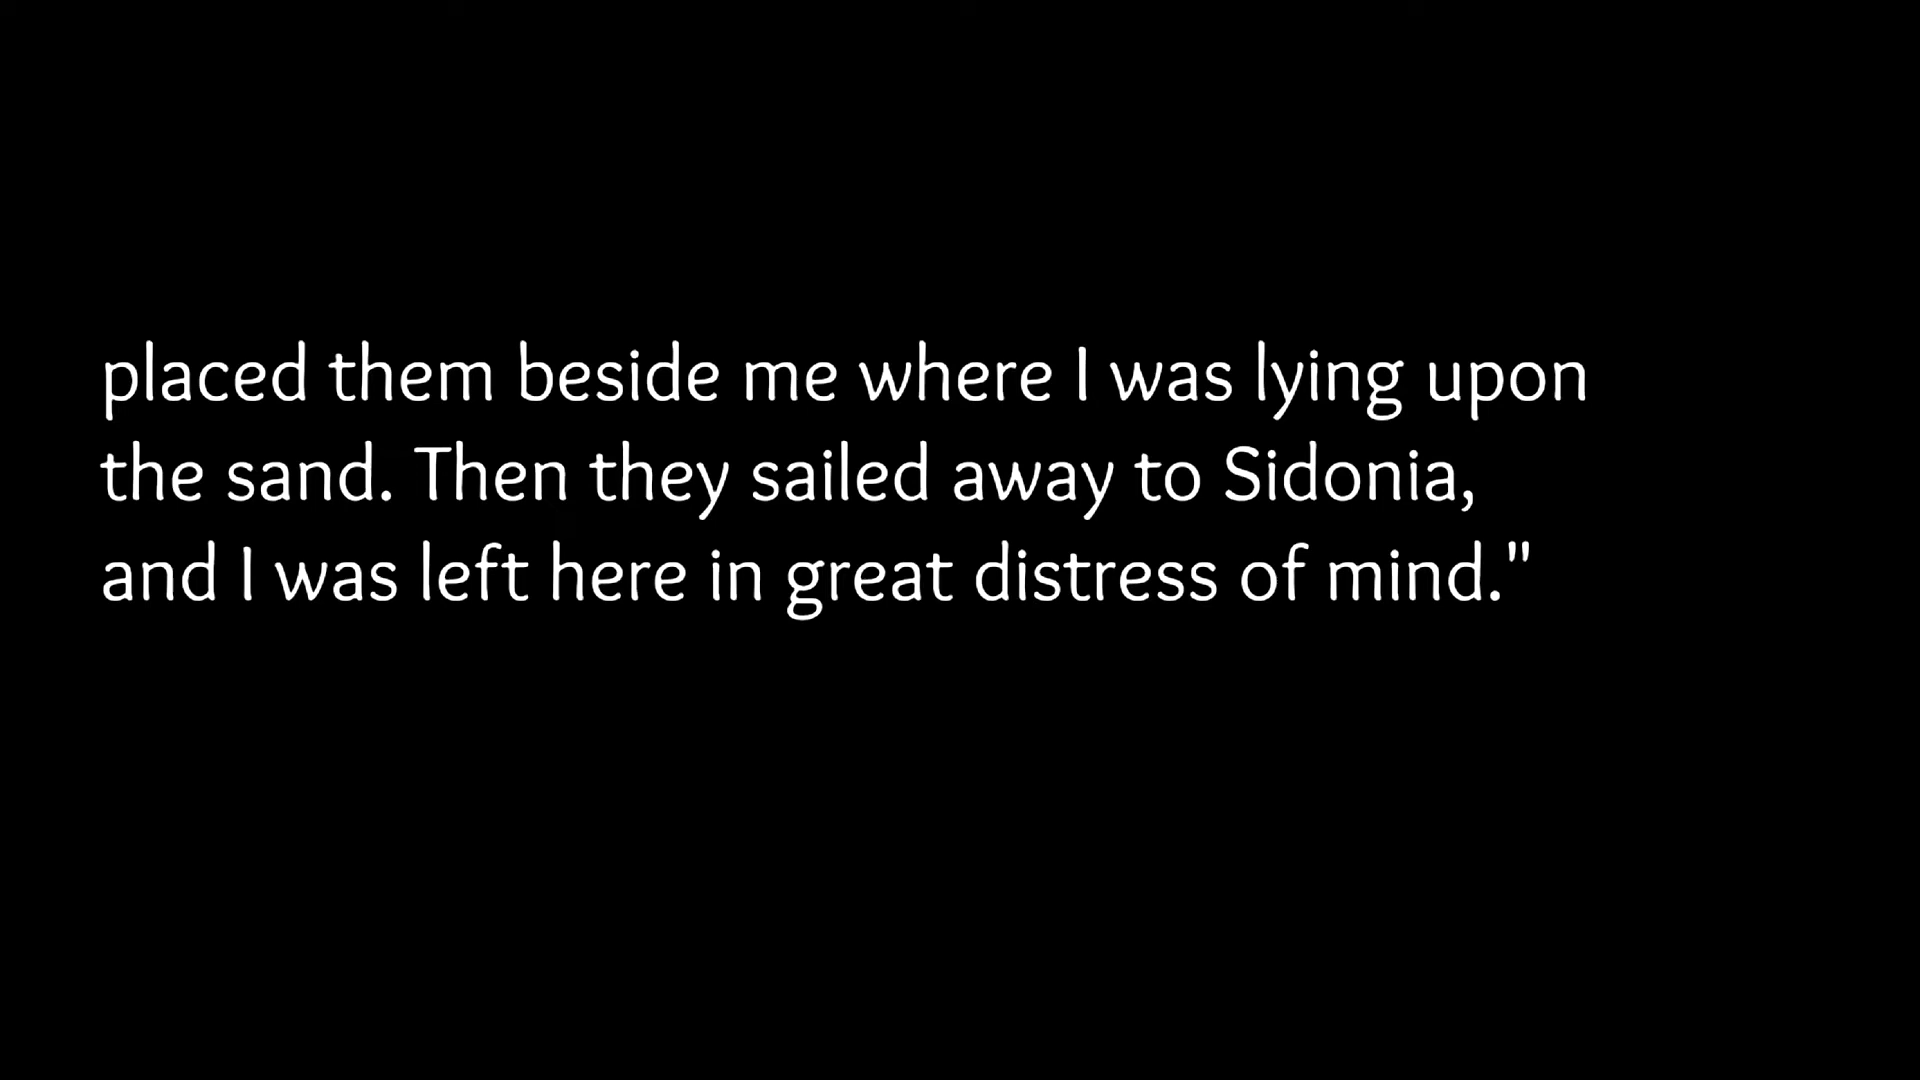 placed them beside me where I was lying upon
the sand. Then they sailed away to Sidonia,
and I was left here in great distress of mind."